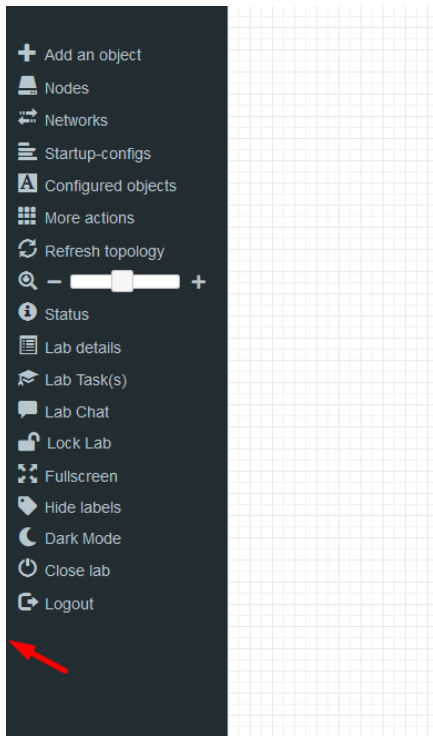 Add an object
Nodes
Networks
Startup-configs
Configured objects
More actions
Refresh topology
Status
Lab details
Lab Task(s)
Lab Chat
Lock Lab
Fullscreen
Hide labels
Dark Mode
Close lab
Logout